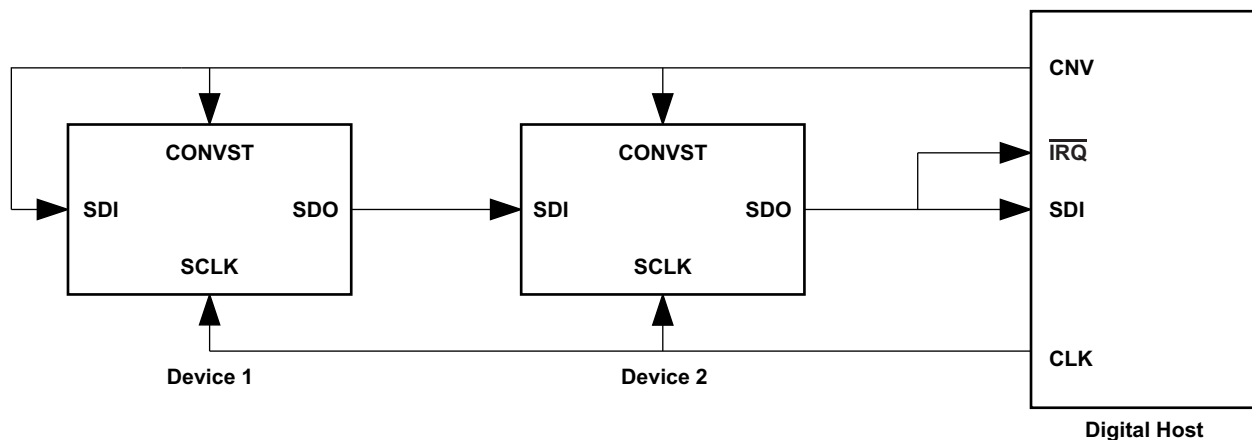 CNV
CONVST
CONVST
IRQ
SDI
SDO
SDI
SDO
SDI
SCLK
SCLK
CLK
Device 1
Device 2
Digital Host